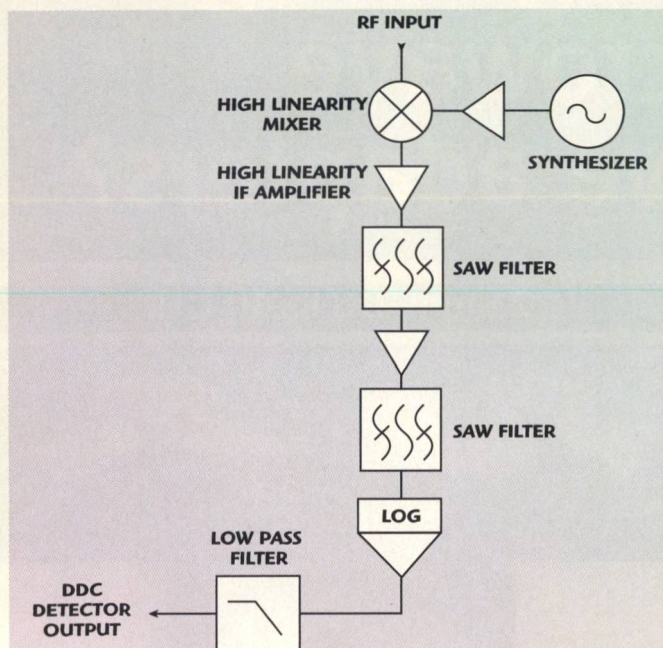 RF INPUT
HIGH LINEARITY
MIXER
SYNTHESIZER
HIGH LINEARITY
IF AMPLIFIER
SAW FILTER
SAW FILTER
LOG
LOW PASS
FILTER
DDC
DETECTOR
OUTPUT